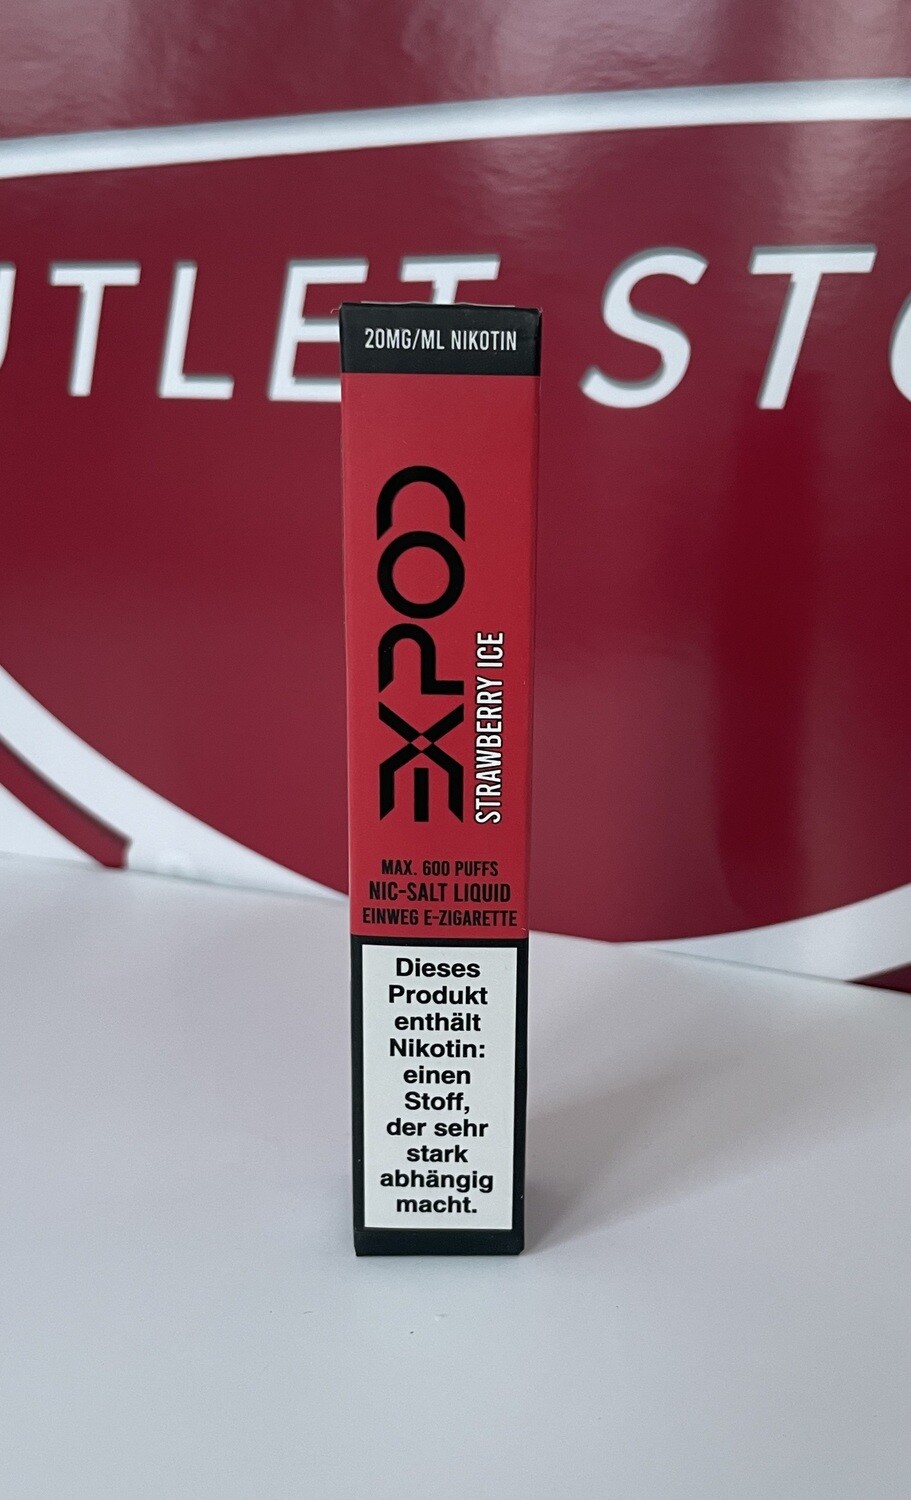 UTLET STO
20MG/ML NIKOTIN
EXPOD
STRAWBERRY ICE
MAX. 600 PUFFS
NIC-SALT LIQUID
EINWEG E-ZIGARETTE
Dieses
Produkt
enthält
Nikotin:
einen
Stoff,
der sehr
stark
abhängig
macht.